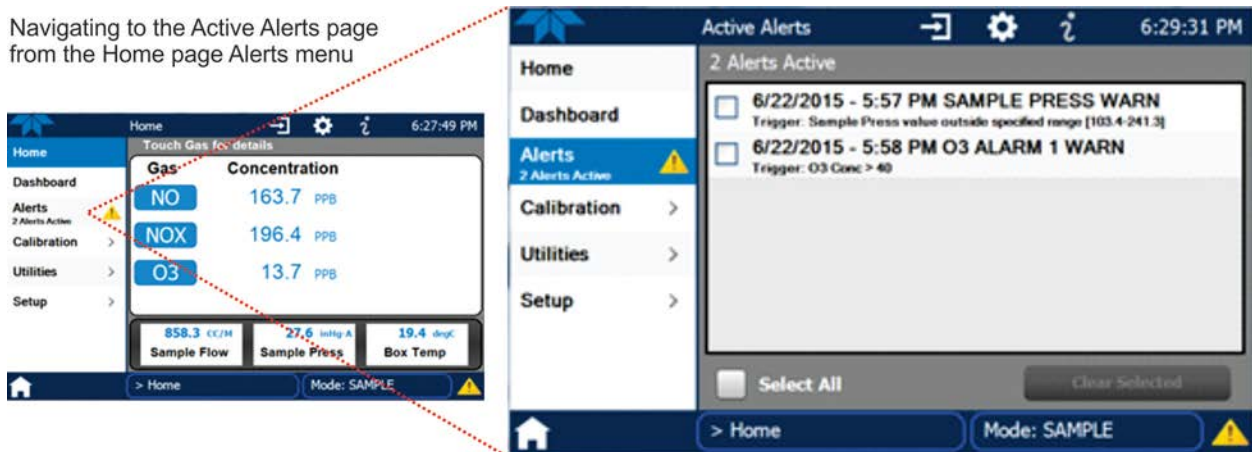 Navigating to the Active Alerts page
from the Home page Alerts menu
Home 6:27:49 PM
Home
Dashboard
Alerts
2 Alerts Active
Calibration >
Utilities >
Setup >
Touch Gas for details
Gas Concentration
NO 163.7 PPB
NOX 196.4 PPB
O3 13.7 PPB
858.3 CC/M
Sample Flow
27.6 inHg-A
Sample Press
19.4 degC
Box Temp
> Home
Mode: SAMPLE
Active Alerts 6:29:31 PM
Home
Dashboard
Alerts
2 Alerts Active
Calibration >
Utilities >
Setup >
2 Alerts Active
6/22/2015 - 5:57 PM SAMPLE PRESS WARN
Trigger: Sample Press value outside specified range [103.4-241.3]
6/22/2015 - 5:58 PM O3 ALARM 1 WARN
Trigger: O3 Conc > 40
Select All
Clear Selected
> Home
Mode: SAMPLE